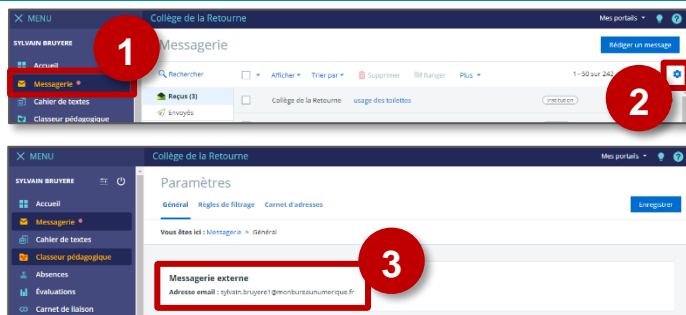 MENU
Collège de la Retourne
Mes portails
SYLVAIN BRUYERE
Messagerie
Rédiger un message
1
Accueil
Rechercher
Afficher
Trier par
Supprimer
Ranger
Plus
1-50 sur 242
Messagerie
Reçus (3)
Collège de la Retourne
usage des toilettes
Institution
Cahier de textes
Envoyés
2
Classeur pédagogique
MENU
Collège de la Retourne
Mes portails
SYLVAIN BRUYERE
Paramètres
Accueil
Général
Règles de filtrage
Carnet d'adresses
Enregistrer
Messagerie
Vous êtes ici : Messagerie > Général
Cahier de textes
Classeur pédagogique
3
Absences
Messagerie externe
Évaluations
Adresse email : sylvain.bruyere1@monbureaunumerique.fr
Carnet de liaison